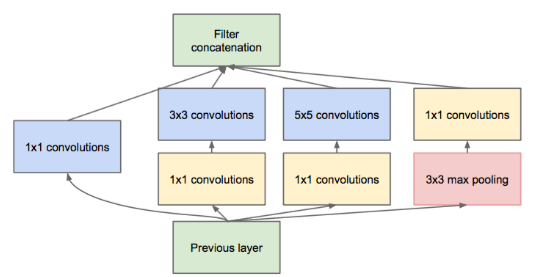 Filter
concatenation
3x3 convolutions
5x5 convolutions
1x1 convolutions
1x1 convolutions
1x1 convolutions
1x1 convolutions
3x3 max pooling
Previous layer